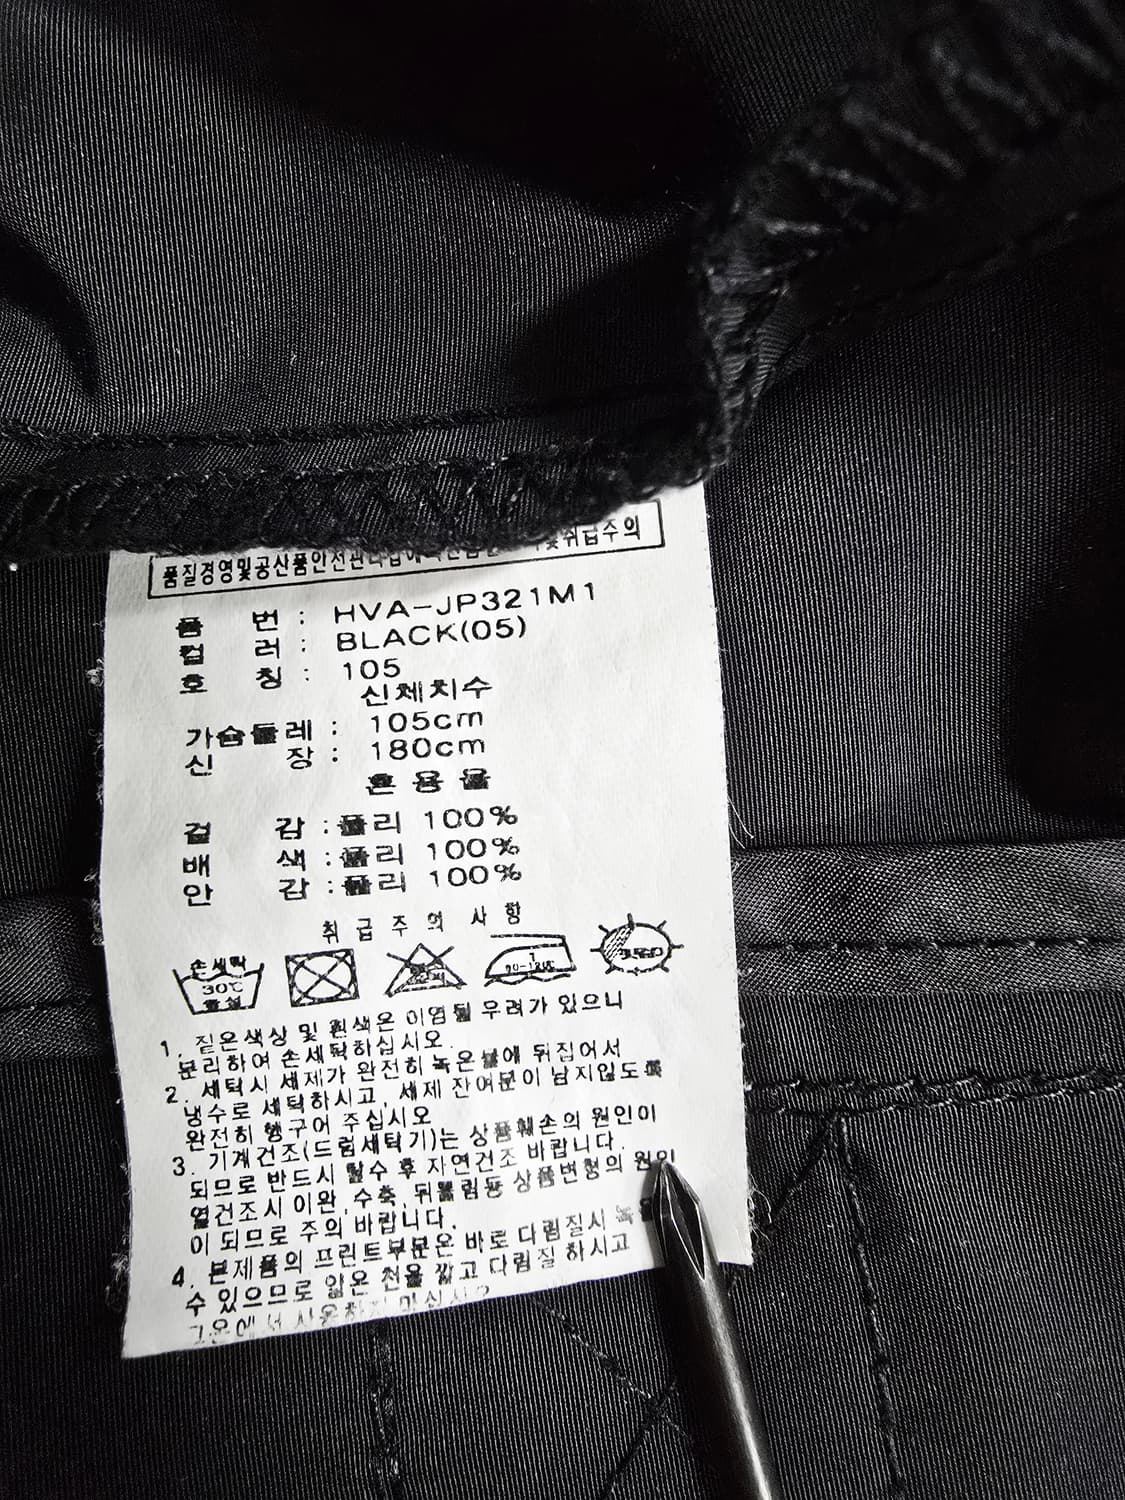 품질경영및공산품안전관리법에 및취급주의
품 번 : HVA-JP321M1
컬 러 : BLACK(05)
호 칭 : 105
신체치수
가슴둘레 : 105cm
신 장 : 180cm
혼용율
겉 감 : 폴리 100%
배 색 : 폴리 100%
안 감 : 폴리 100%
취급주의사항
손세탁
30℃
중성
1. 짙은색상 및 흰색은 이염될 우려가 있으니
분리하여 손세탁하십시오.
2. 세탁시 세제가 완전히 녹은물에 뒤집어서
냉수로 세탁하시고, 세제 잔여분이 남지않도록
완전히 행구어 주십시오
3. 기계건조(드럼세탁기)는 상품훼손의 원인이
되므로 반드시 탈수후 자연건조 바랍니다.
열건조시 이완, 수축, 뒤틀림등 상품변형의 원인
이 되므로 주의 바랍니다.
4. 본제품의 프린트부분은 바로 다림질시 녹을
수 있으므로 얇은 천을 깔고 다림질 하시고
고온에서 사용하지 마십시오